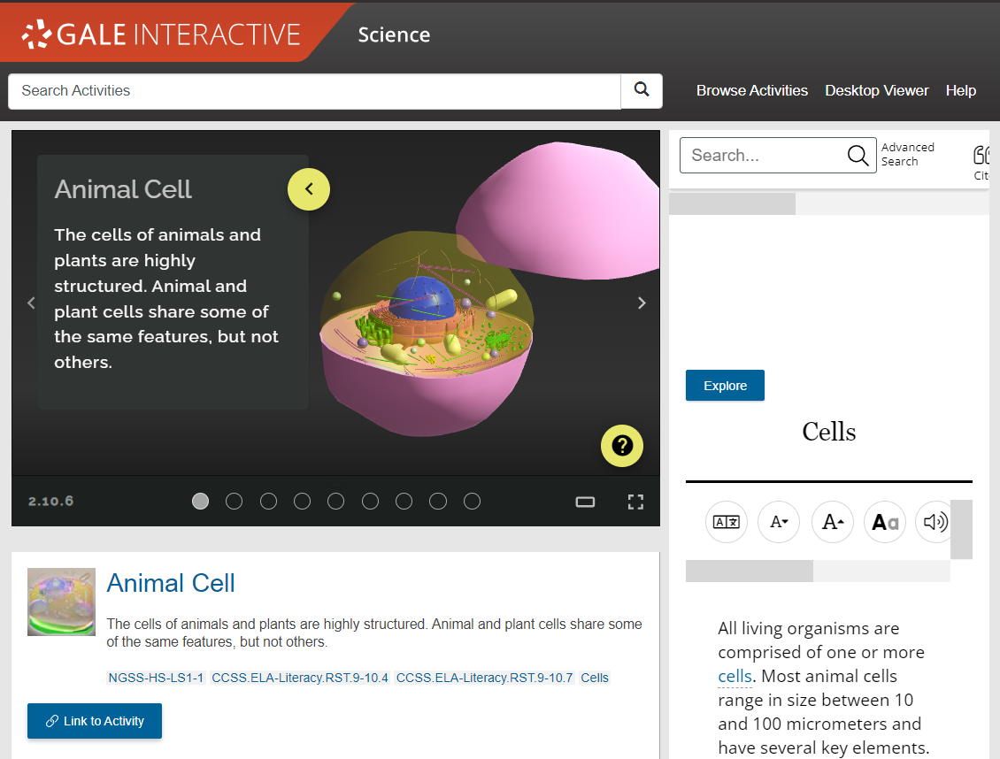 GALE INTERACTIVE
Science
Search Activities
Browse Activities
Desktop Viewer
Help
Animal Cell
The cells of animals and
plants are highly
structured. Animal and
plant cells share some of
the same features, but not
others.
?
2.10.6
Search...
Advanced
Search
Cit
Explore
Cells
A
A
Aa
Animal Cell
The cells of animals and plants are highly structured. Animal and plant cells share some
of the same features, but not others.
NGSS-HS-LS1-1 CCSS.ELA-Literacy.RST.9-10.4 CCSS.ELA-Literacy.RST.9-10.7 Cells
Link to Activity
All living organisms are
comprised of one or more
cells. Most animal cells
range in size between 10
and 100 micrometers and
have several key elements.